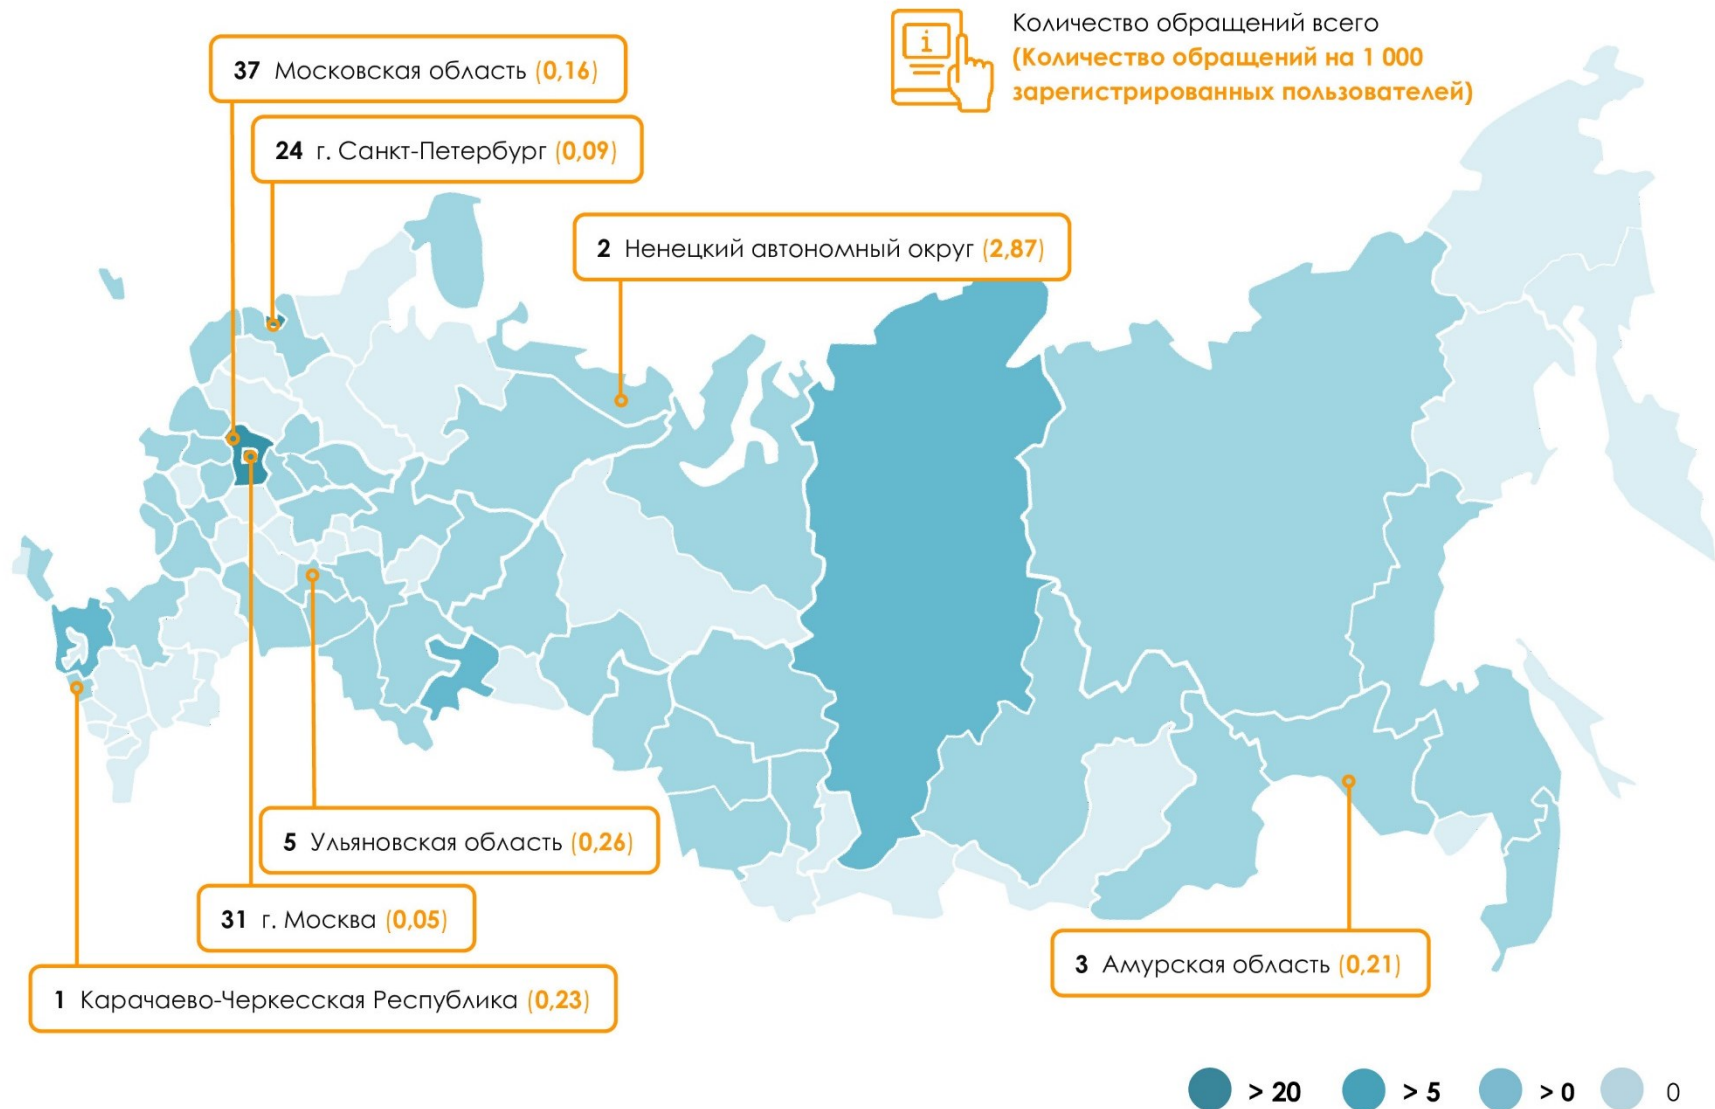 Количество обращений всего
(Количество обращений на 1 000
зарегистрированных пользователей)
37 Московская область (0,16)
24 г. Санкт-Петербург (0,09)
2 Ненецкий автономный округ (2,87)
5 Ульяновская область (0,26)
31 г. Москва (0,05)
3 Амурская область (0,21)
1 Карачаево-Черкесская Республика (0,23)
> 20 > 5 > 0 0